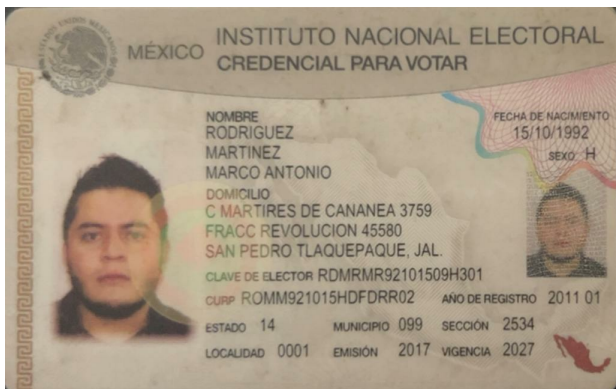 MÉXICO
INSTITUTO NACIONAL ELECTORAL
CREDENCIAL PARA VOTAR
NOMBRE
RODRIGUEZ
MARTINEZ
MARCO ANTONIO
FECHA DE NACIMIENTO
15/10/1992
SEXO H
DOMICILIO
C MARTIRES DE CANANEA 3759
FRACC REVOLUCION 45580
SAN PEDRO TLAQUEPAQUE, JAL.
CLAVE DE ELECTOR RDMRMR92101509H301
CURP ROMM921015HDFDRR02 AÑO DE REGISTRO 2011 01
ESTADO 14 MUNICIPIO 099 SECCIÓN 2534
LOCALIDAD 0001 EMISIÓN 2017 VIGENCIA 2027